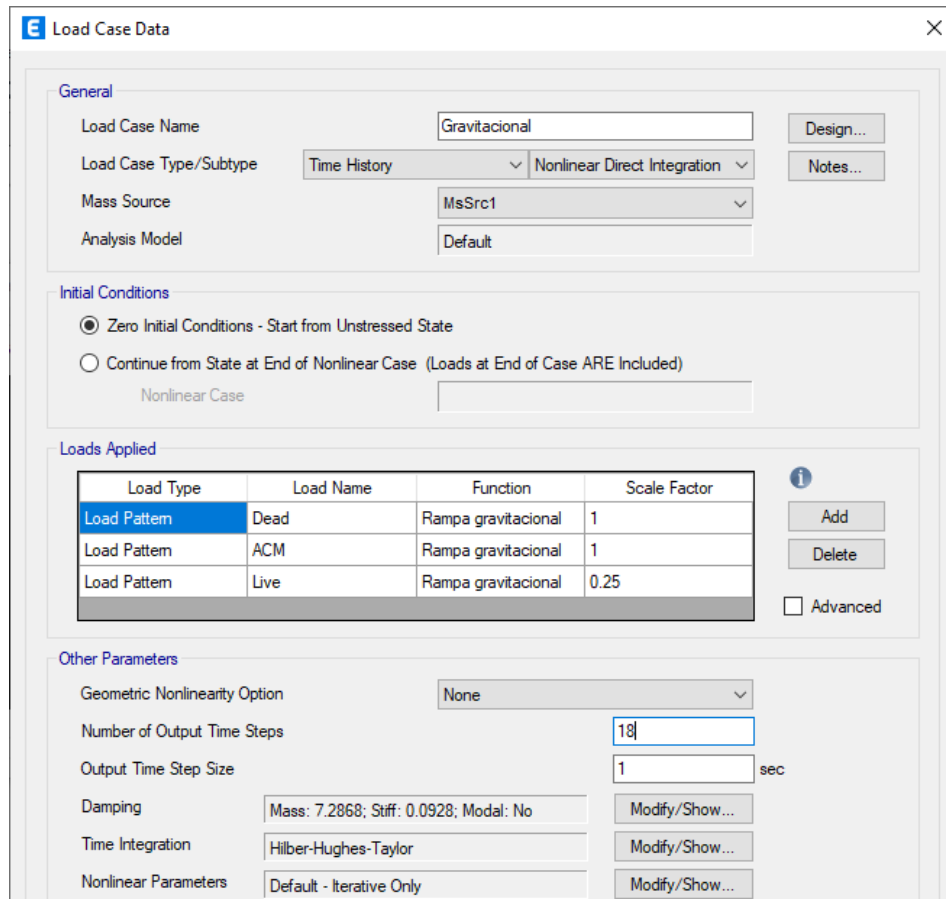 E Load Case Data
General
Load Case Name Gravitacional Design...
Load Case Type/Subtype Time History Nonlinear Direct Integration Notes...
Mass Source MsSrc1
Analysis Model Default
Initial Conditions
Zero Initial Conditions - Start from Unstressed State
Continue from State at End of Nonlinear Case (Loads at End of Case ARE Included)
Nonlinear Case
Loads Applied
Load Type Load Name Function Scale Factor
Load Pattern Dead Rampa gravitacional 1 Add
Load Pattern ACM Rampa gravitacional 1 Delete
Load Pattern Live Rampa gravitacional 0.25
Advanced
Other Parameters
Geometric Nonlinearity Option None
Number of Output Time Steps 18
Output Time Step Size 1 sec
Damping Mass: 7.2868; Stiff: 0.0928; Modal: No Modify/Show...
Time Integration Hilber-Hughes-Taylor Modify/Show...
Nonlinear Parameters Default - Iterative Only Modify/Show...